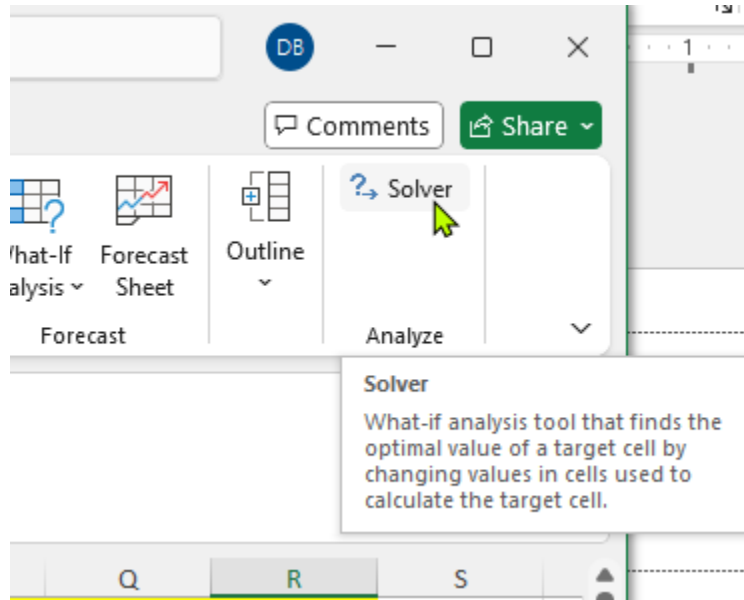 DB
1
Comments
Share
Solver
What-If
Forecast
Outline
alysis
Sheet
Forecast
Analyze
Solver
What-if analysis tool that finds the
optimal value of a target cell by
changing values in cells used to
calculate the target cell.
Q R S